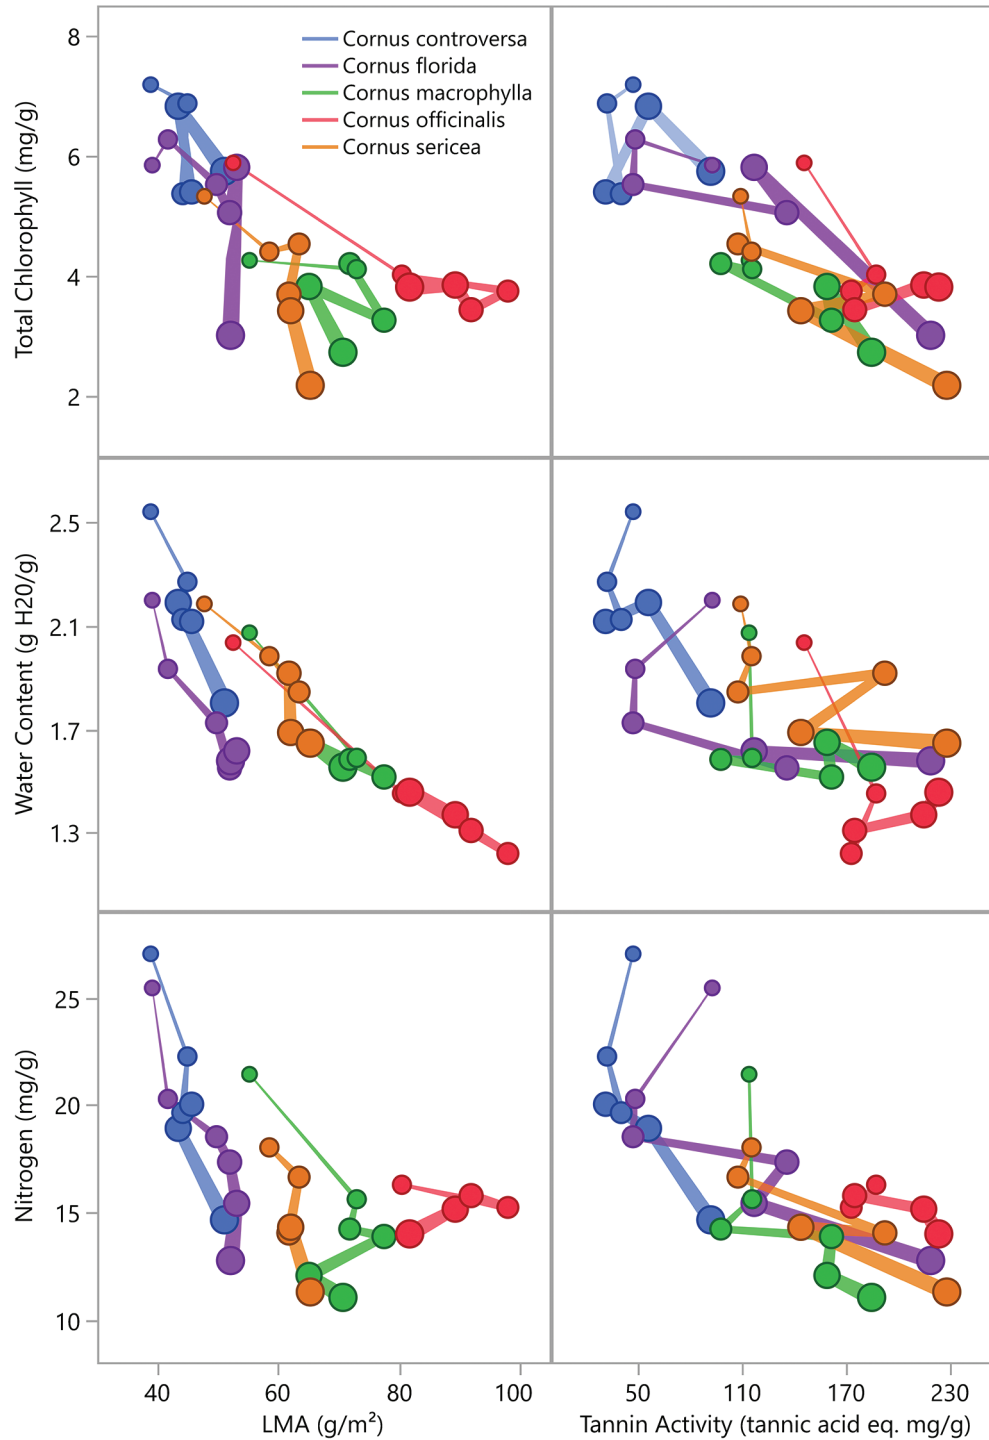 Cornus controversa
Cornus florida
Cornus macrophylla
Cornus officinalis
Cornus sericea
Total Chlorophyll (mg/g)
8
6
4
2
Water Content (g H20/g)
2.5
2.1
1.7
1.3
Nitrogen (mg/g)
25
20
15
10
40 60 80 100
LMA (g/m²)
50 110 170 230
Tannin Activity (tannic acid eq. mg/g)